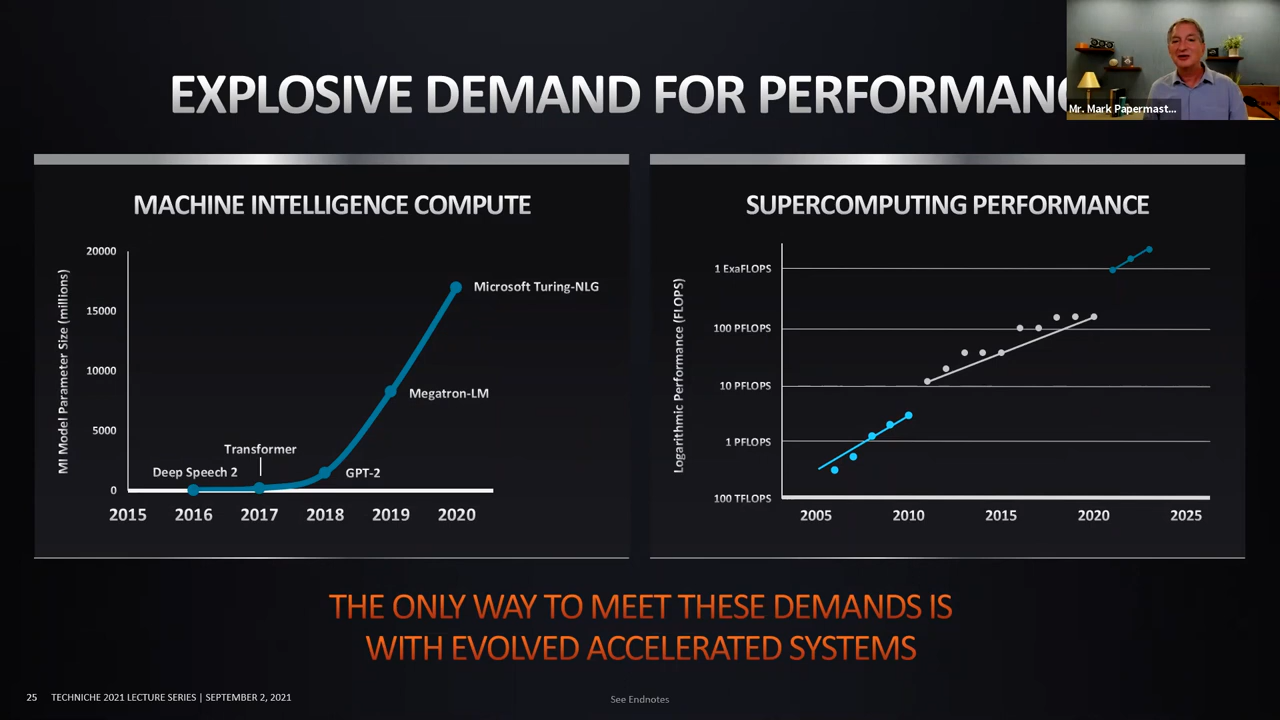 EXPLOSIVE DEMAND FOR PERFORMANC
Mr. Mark Papermast...
MACHINE INTELLIGENCE COMPUTE
MI Model Parameter Size (millions)
20000
15000
10000
5000
0
Microsoft Turing-NLG
Megatron-LM
Transformer
Deep Speech 2
GPT-2
2015 2016 2017 2018 2019 2020
SUPERCOMPUTING PERFORMANCE
Logarithmic Performance (FLOPS)
1 ExaFLOPS
100 PFLOPS
10 PFLOPS
1 PFLOPS
100 TFLOPS
2005 2010 2015 2020 2025
THE ONLY WAY TO MEET THESE DEMANDS IS
WITH EVOLVED ACCELERATED SYSTEMS
25 TECHNICHE 2021 LECTURE SERIES | SEPTEMBER 2, 2021
See Endnotes